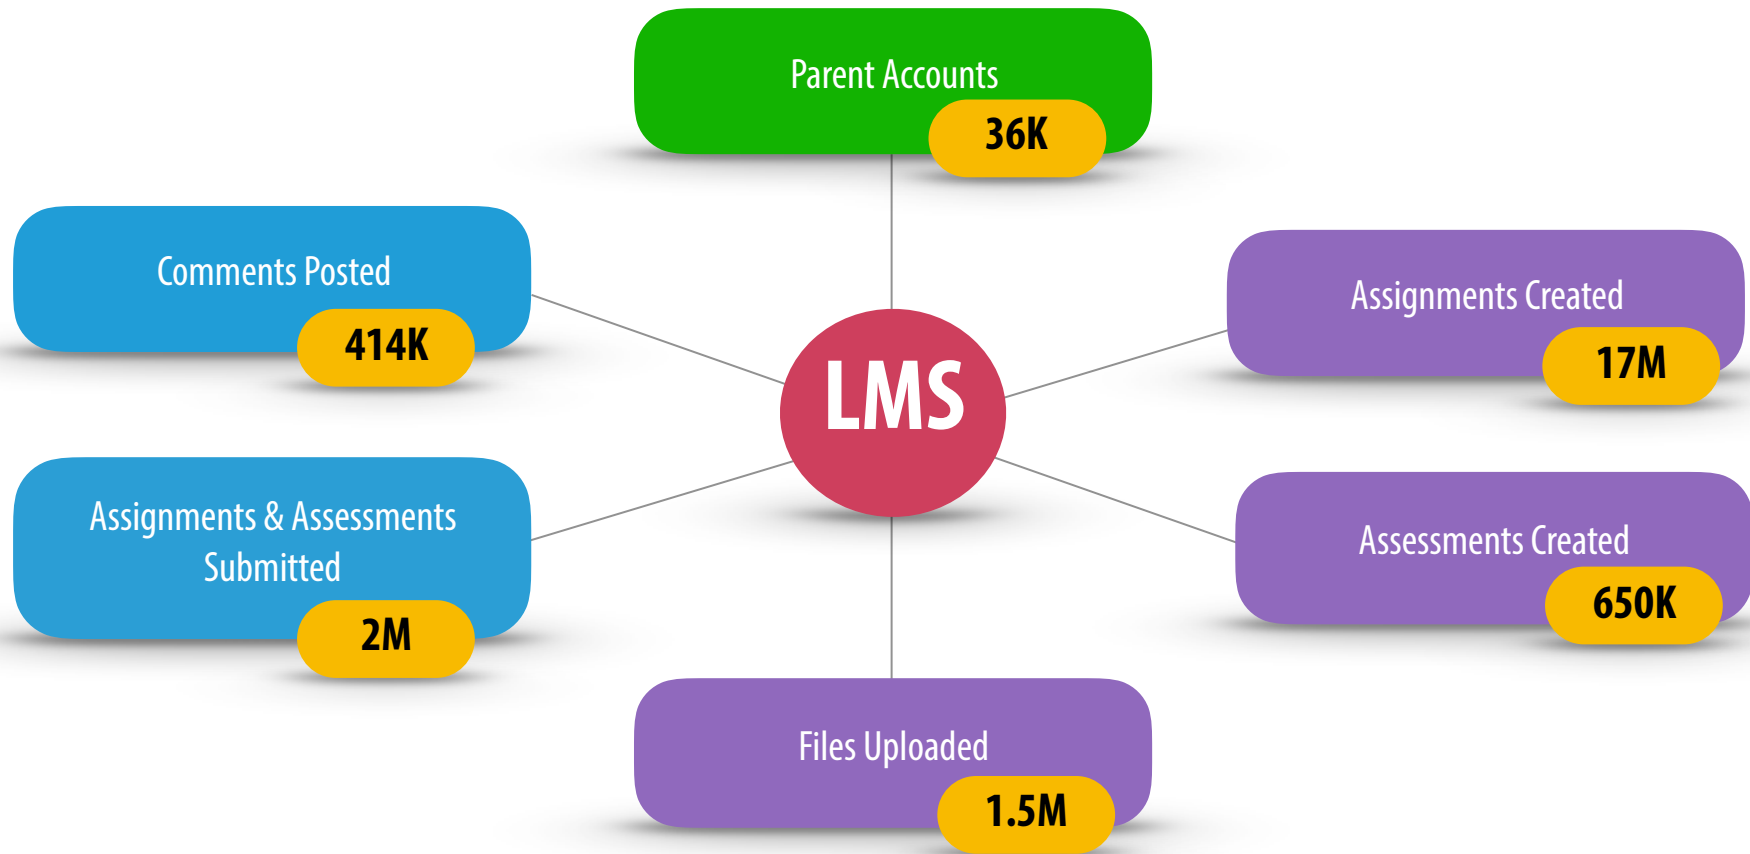 Parent Accounts
36K
Comments Posted
414K
Assignments Created
17M
LMS
Assignments & Assessments
Submitted
2M
Assessments Created
650K
Files Uploaded
1.5M